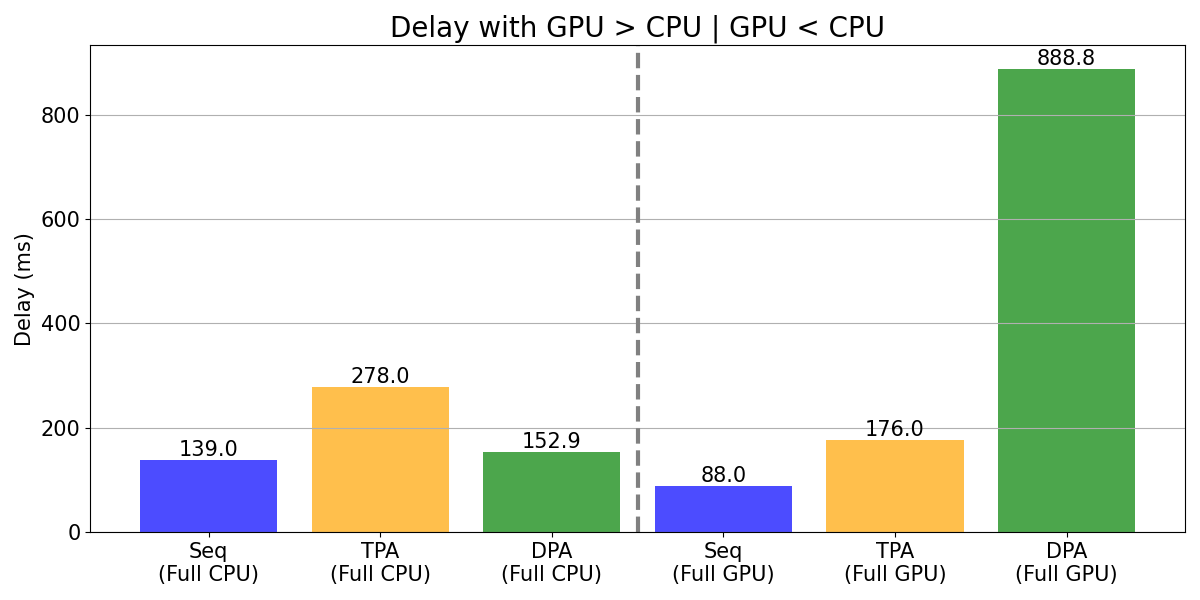 Delay with GPU > CPU | GPU < CPU
Delay (ms)
800
600
400
200
0
139.0
278.0
152.9
88.0
176.0
888.8
Seq
(Full CPU)
TPA
(Full CPU)
DPA
(Full CPU)
Seq
(Full GPU)
TPA
(Full GPU)
DPA
(Full GPU)